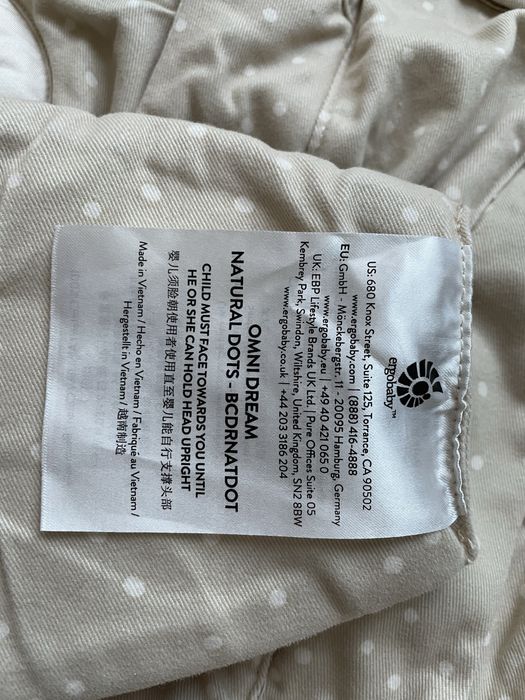 ergobaby™
US: 680 Knox Street, Suite 125, Torrance, CA 90502
www.ergobaby.com | (888) 416-4888
EU: GmbH - Mönckebergstr. 11 - 20095 Hamburg, Germany
www.ergobaby.eu | +49 40 421 065 0
UK: EBP Lifestyle Brands UK Ltd. | Pure Offices Suite 05
Kembrey Park, Swindon, Wiltshire, United Kingdom, SN2 8BW
www.ergobaby.co.uk | +44 203 3186 204
OMNI DREAM
NATURAL DOTS - BCDRNATDOT
CHILD MUST FACE TOWARDS YOU UNTIL
HE OR SHE CAN HOLD HEAD UPRIGHT
婴儿须脸朝使用者使用直至婴儿能自行支撑头部
Made in Vietnam / Hecho en Vietnam / Fabriqué au Vietnam /
Hergestellt in Vietnam / 越南制造